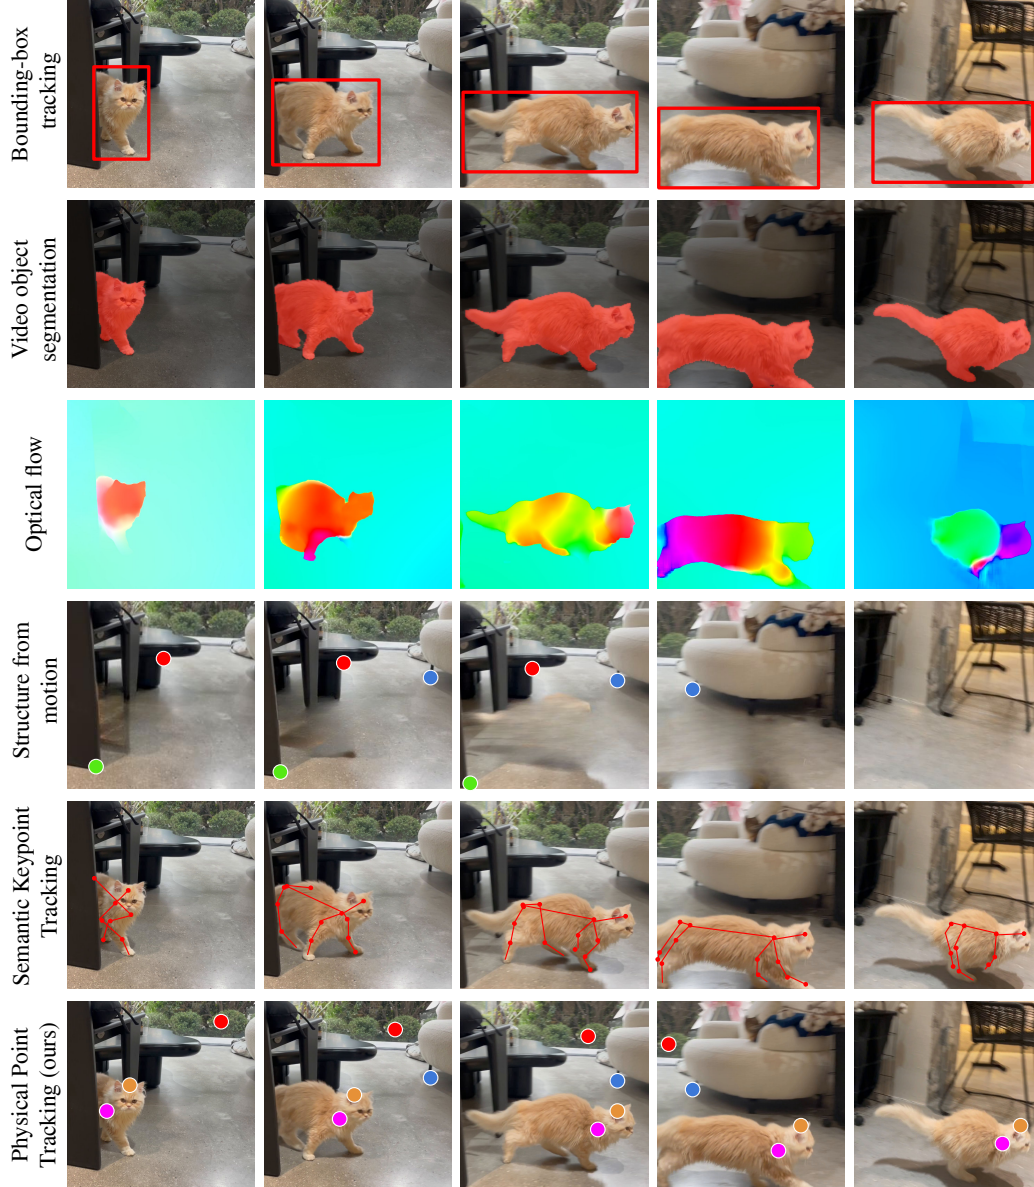 Bounding-box
tracking
Video object
segmentation
Optical flow
Structure from
motion
Semantic Keypoint
Tracking
Physical Point
Tracking (ours)